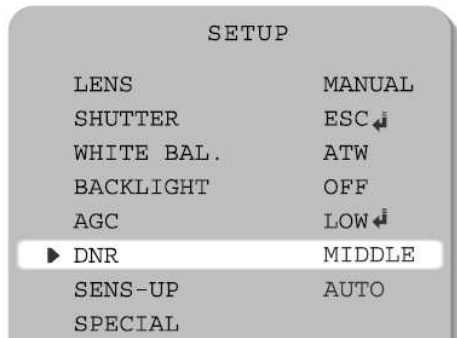 SETUP
LENS MANUAL
SHUTTER ESC↲
WHITE BAL. ATW
BACKLIGHT OFF
AGC LOW↲
DNR MIDDLE
SENS-UP AUTO
SPECIAL